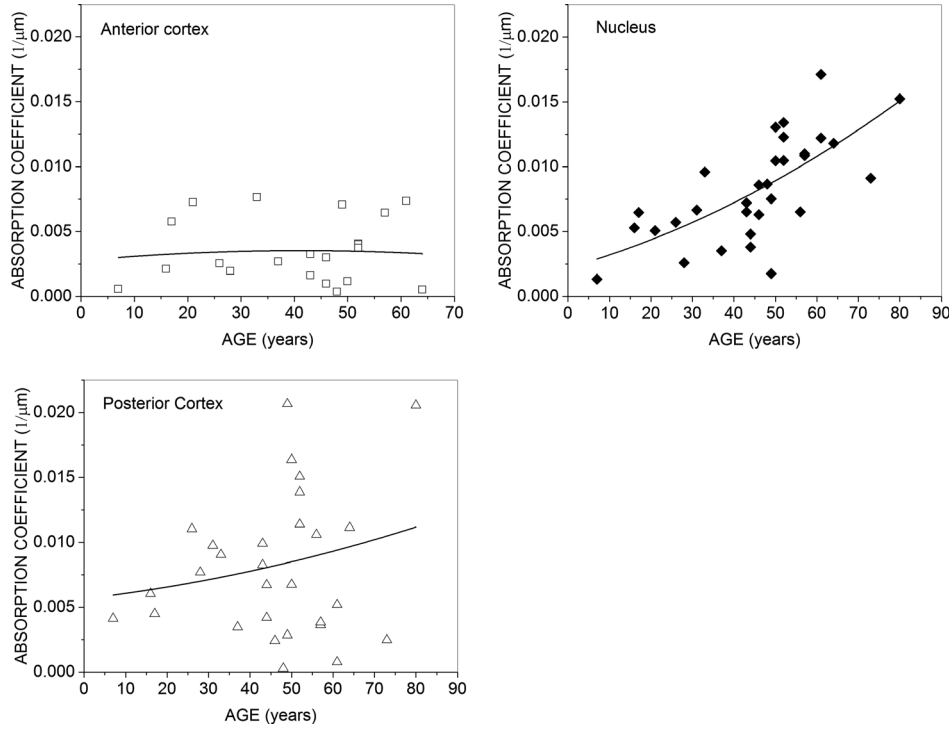 Anterior cortex
ABSORPTION COEFFICIENT (1/μm)
0.020
0.015
0.010
0.005
0.000
0 10 20 30 40 50 60 70
AGE (years)
Nucleus
ABSORPTION COEFFICIENT (1/μm)
0.020
0.015
0.010
0.005
0.000
0 10 20 30 40 50 60 70 80 90
AGE (years)
Posterior Cortex
ABSORPTION COEFFICIENT (1/μm)
0.020
0.015
0.010
0.005
0.000
0 10 20 30 40 50 60 70 80 90
AGE (years)